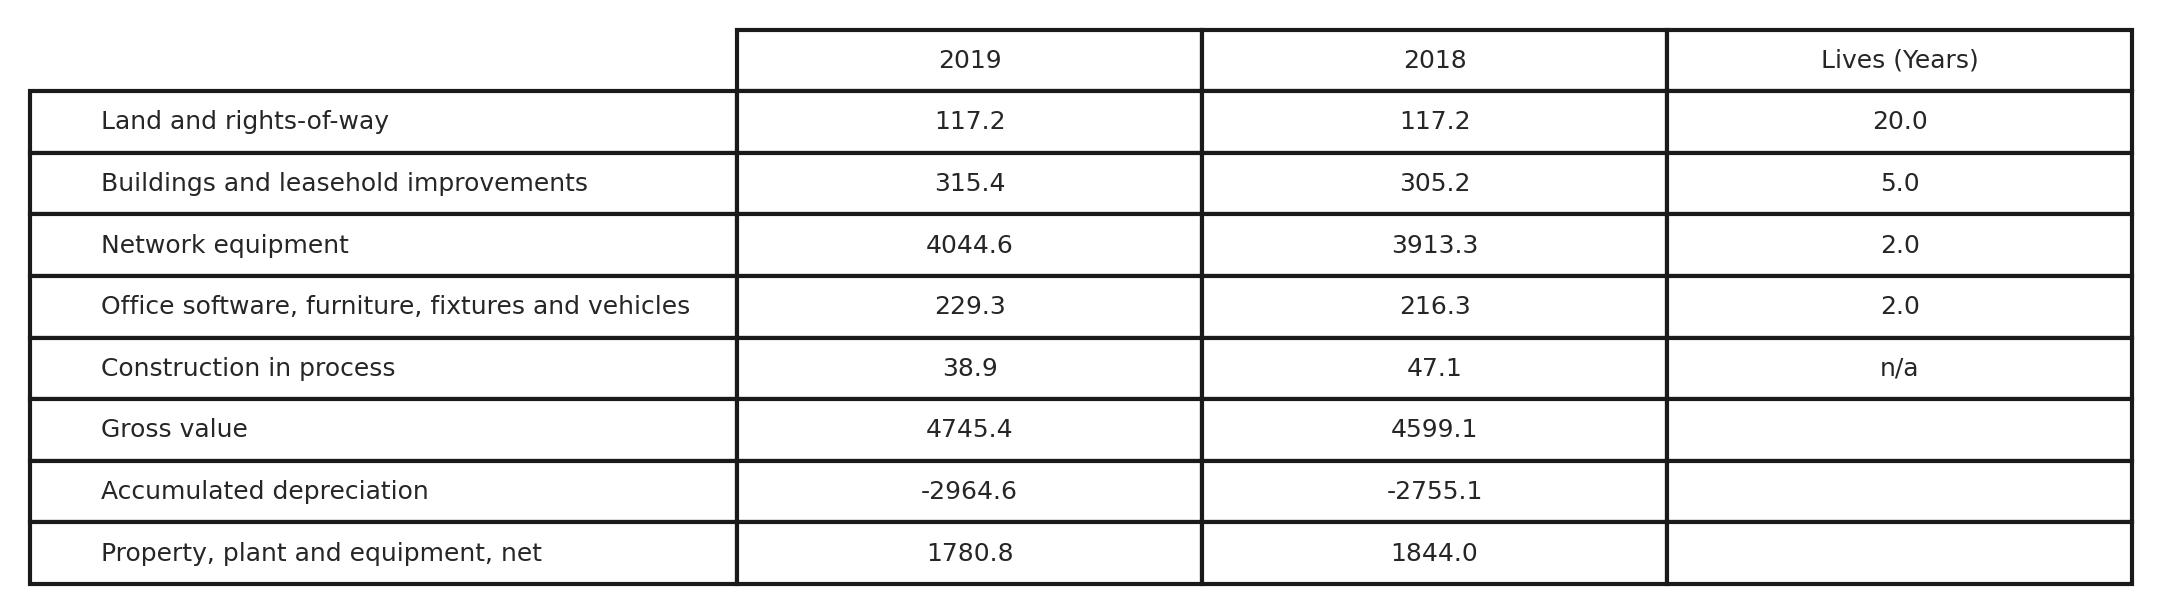 2019 2018 Lives (Years)
Land and rights-of-way 117.2 117.2 20.0
Buildings and leasehold improvements 315.4 305.2 5.0
Network equipment 4044.6 3913.3 2.0
Office software, furniture, fixtures and vehicles 229.3 216.3 2.0
Construction in process 38.9 47.1 n/a
Gross value 4745.4 4599.1
Accumulated depreciation -2964.6 -2755.1
Property, plant and equipment, net 1780.8 1844.0